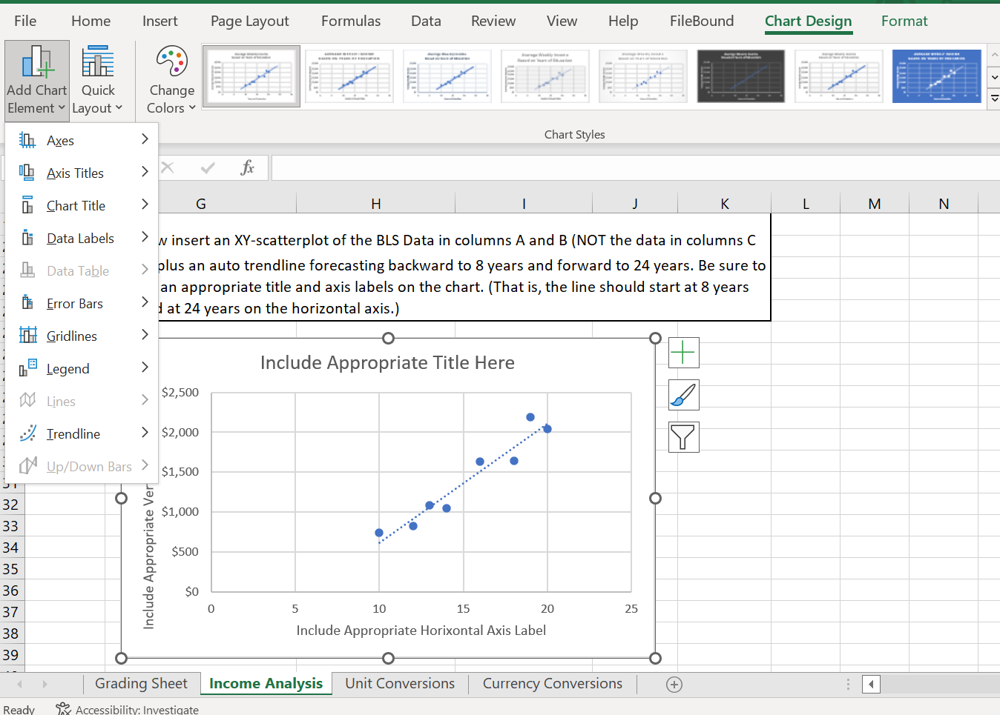 File Home Insert Page Layout Formulas Data Review View Help FileBound Chart Design Format
Add Chart Element
Quick Layout
Change Colors
Chart Styles
Axes
Axis Titles
Chart Title
Data Labels
Data Table
Error Bars
Gridlines
Legend
Lines
Trendline
Up/Down Bars
fx
G H I J K L M N
w insert an XY-scatterplot of the BLS Data in columns A and B (NOT the data in columns C
plus an auto trendline forecasting backward to 8 years and forward to 24 years. Be sure to
an appropriate title and axis labels on the chart. (That is, the line should start at 8 years
d at 24 years on the horizontal axis.)
Include Appropriate Title Here
$2,500
$2,000
$1,500
$1,000
$500
$0
0 5 10 15 20 25
Include Appropriate Ver
Include Appropriate Horixontal Axis Label
32
33
34
35
36
37
38
39
Grading Sheet Income Analysis Unit Conversions Currency Conversions
Ready Accessibility: Investigate